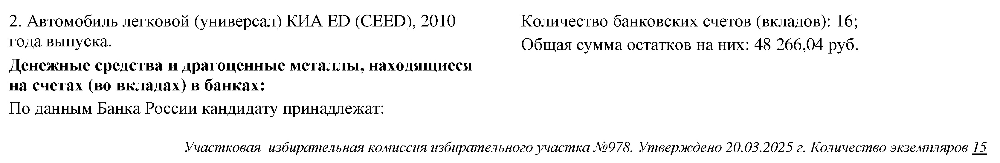 2. Автомобиль легковой (универсал) КИА ED (CEED), 2010
года выпуска.
Денежные средства и драгоценные металлы, находящиеся
на счетах (во вкладах) в банках:
По данным Банка России кандидату принадлежат:
Количество банковских счетов (вкладов): 16;
Общая сумма остатков на них: 48 266,04 руб.
Участковая избирательная комиссия избирательного участка №978. Утверждено 20.03.2025 г. Количество экземпляров 15